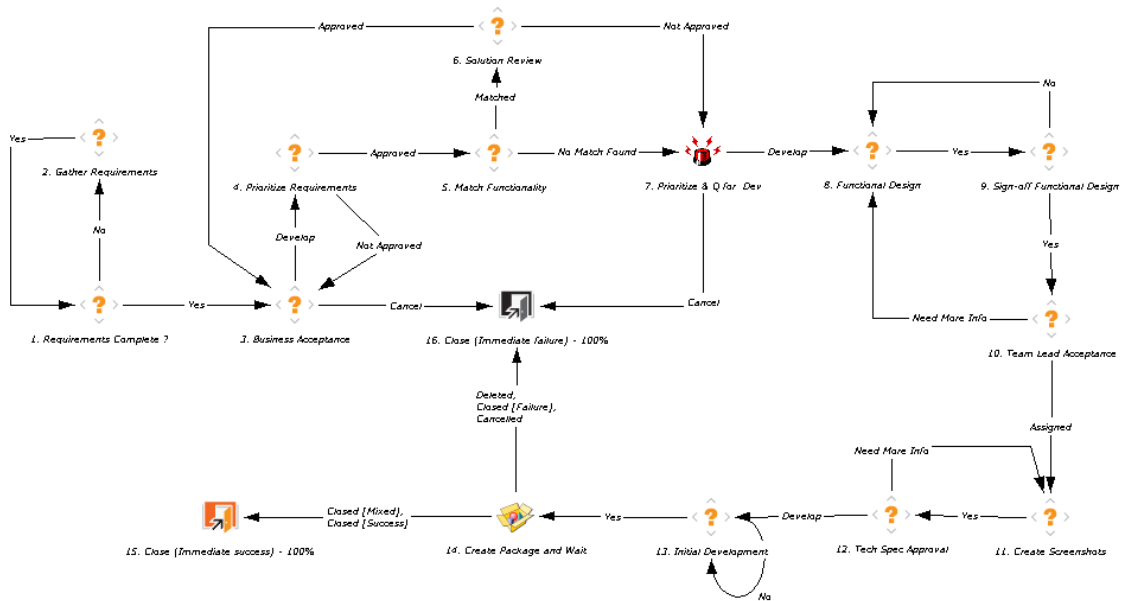 Approved
Not Approved
6. Solution Review
Matched
No
Yes
2. Gather Requirements
Approved
No Match Found
Develop
Yes
4. Prioritize Requirements
5. Match Functionality
7. Prioritize & Q for Dev
8. Functional Design
9. Sign-off Functional Design
No
Develop
Not Approved
Yes
Yes
Cancel
Cancel
Need More Info
1. Requirements Complete ?
3. Business Acceptance
16. Close (Immediate failure) - 100%
10. Team Lead Acceptance
Deleted,
Closed [Failure],
Cancelled
Assigned
Need More Info
Closed [Mixed],
Closed [Success]
Yes
Develop
Yes
15. Close (Immediate success) - 100%
14. Create Package and Wait
13. Initial Development
12. Tech Spec Approval
11. Create Screenshots
No